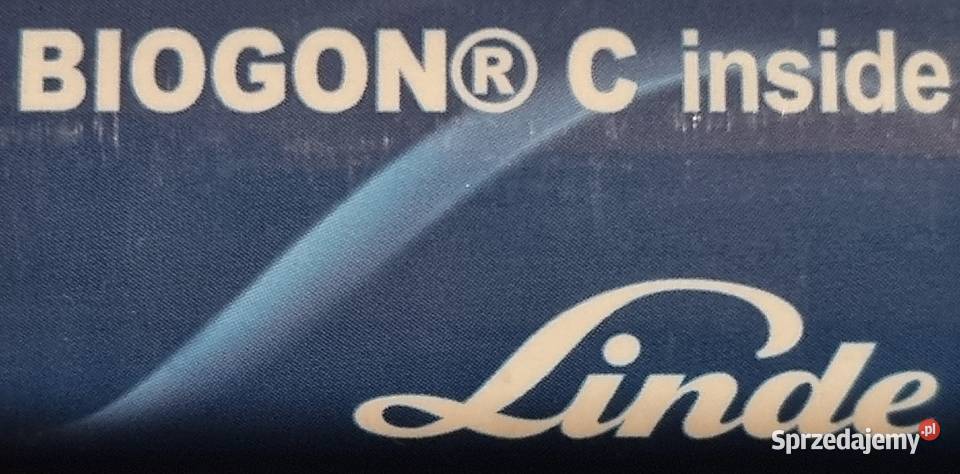 BIOGON® C inside
Linde
Sprzedajemy.pl